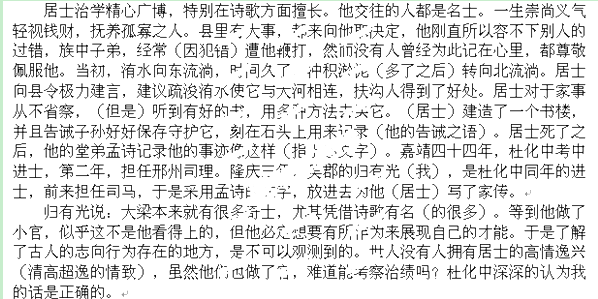 居士治学精心广博，特别在诗歌方面擅长。他交往的人都是名士。一生崇尚义气
轻视钱财，抚养孤寡之人。县里有大事，都来向他取决定，他刚直所以容不下别人的
过错，族中子弟，经常（因犯错）遭他鞭打，然而没有人曾经为此记在心里，都尊敬
佩服他。当初，洧水向东流淌，时间久了 冲积淤泥（多了之后）转向北流淌。居士
向县令极力建言，建议疏浚洧水使它与大河相连，扶沟人得到了好处。居士对于家事
从不省察，（但是）听到有好的书，用多 方法去 它。（居士）建造了一个书楼，
并且告诫子孙好好保存守护它，刻在石头上用来记录（他的告诫之语）。居士死了之
后，他的堂弟孟诗记录他的事迹像这样（指 文字）。嘉靖四十年，杜化中考中
进士，第二年，担任邢州司理。隆庆三年，吴郡的归有光（我），是杜化中同年的进
士，前来担任司马，于是采用孟诗的文字，放进去为他（居士）写了家传。
归有光说：大梁本来就有很多奇士，尤其凭借诗歌有名（的很多）。等到他做了
小官，似乎这不是他看得上的，但他必定想要有所作为来展现自己的才能。于是了解
了古人的志向行为存在的地方，是不可以观测到的。世人没有人拥有居士的高情逸兴
（清高超逸的情致），虽然他们也做了官，难道能考察治绩吗？杜化中深深的认为我
的话是正确的。